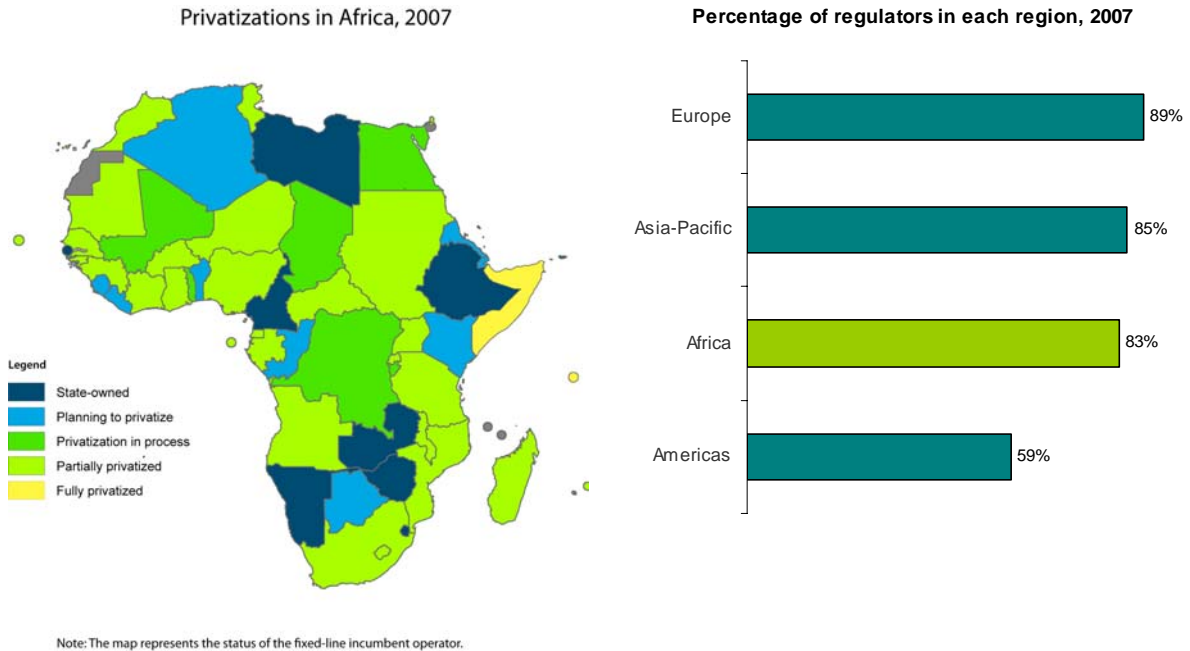 Privatizations in Africa, 2007
Legend
State-owned
Planning to privatize
Privatization in process
Partially privatized
Fully privatized
Note: The map represents the status of the fixed-line incumbent operator.
Percentage of regulators in each region, 2007
Europe
89%
Asia-Pacific
85%
Africa
83%
Americas
59%